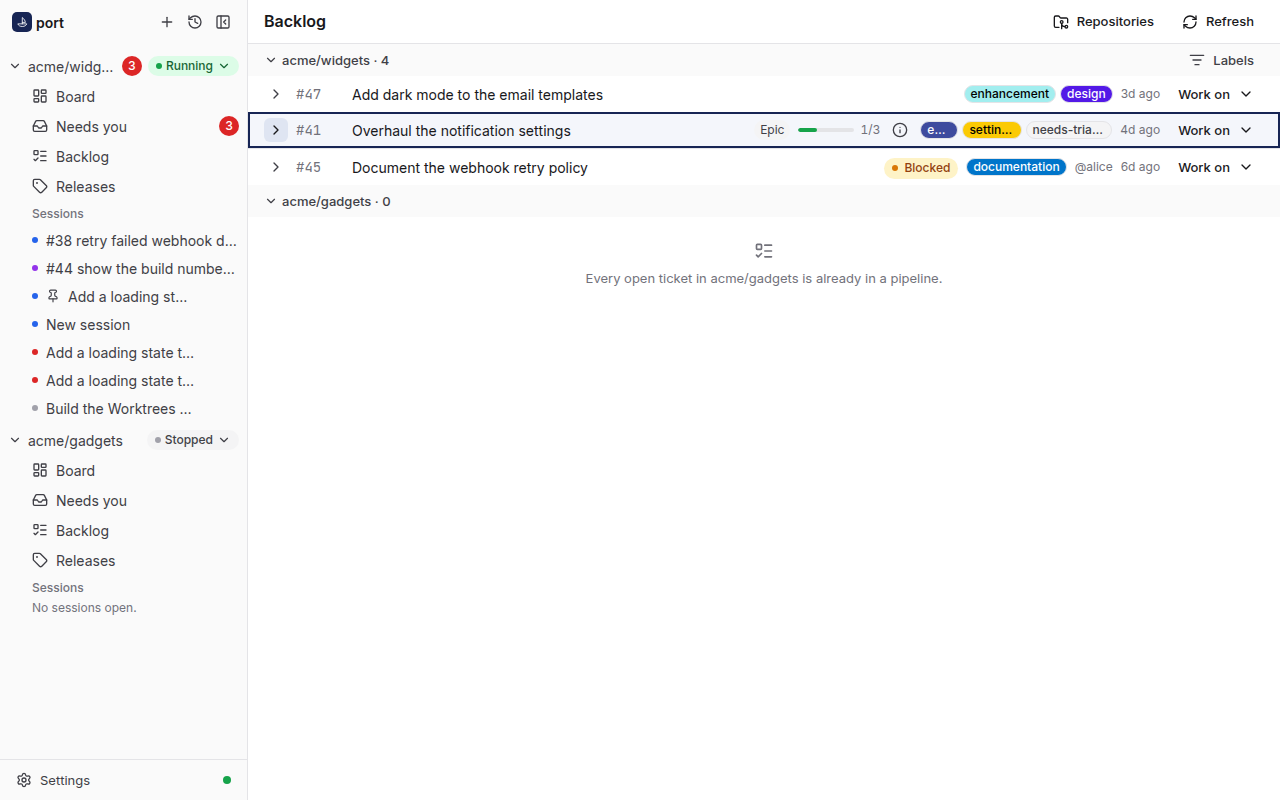 port
acme/widg... 3 Running
Board
Needs you 3
Backlog
Releases
Sessions
#38 retry failed webhook d...
#44 show the build numbe...
Add a loading st...
New session
Add a loading state t...
Add a loading state t...
Build the Worktrees ...
acme/gadgets Stopped
Board
Needs you
Backlog
Releases
Sessions
No sessions open.
Settings
Backlog Repositories Refresh
acme/widgets · 4 Labels
#47 Add dark mode to the email templates enhancement design 3d ago Work on
#41 Overhaul the notification settings Epic 1/3 e... settin... needs-tria... 4d ago Work on
#45 Document the webhook retry policy Blocked documentation @alice 6d ago Work on
acme/gadgets · 0
Every open ticket in acme/gadgets is already in a pipeline.